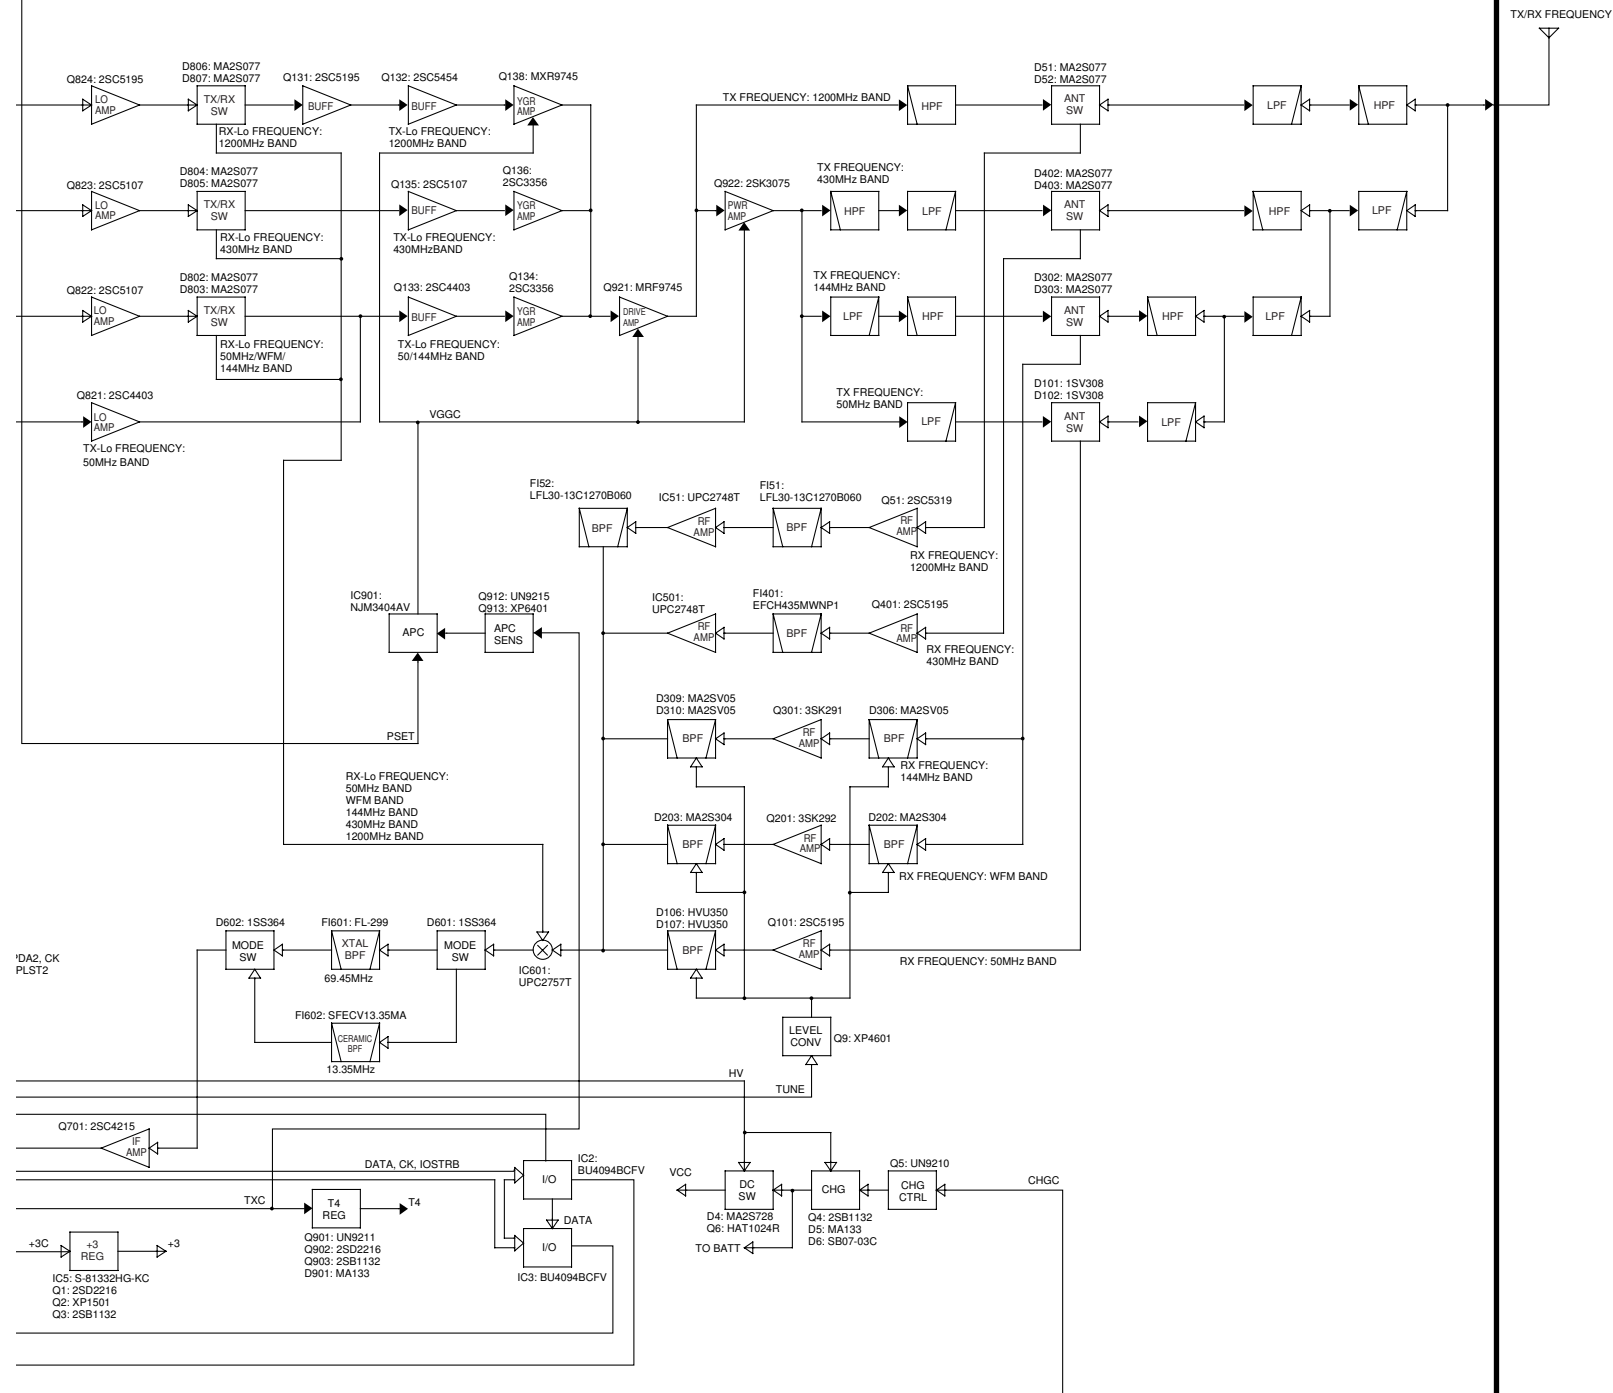 TX/RX FREQUENCY
Q824: 2SC5195
LO
AMP
D806: MA2S077
D807: MA2S077
TX/RX
SW
RX-Lo FREQUENCY:
1200MHz BAND
Q131: 2SC5195
BUFF
Q132: 2SC5454
BUFF
TX-Lo FREQUENCY:
1200MHz BAND
Q138: MXR9745
YGR
AMP
TX FREQUENCY: 1200MHz BAND
HPF
D51: MA2S077
D52: MA2S077
ANT
SW
LPF
HPF
Q823: 2SC5107
LO
AMP
D804: MA2S077
D805: MA2S077
TX/RX
SW
RX-Lo FREQUENCY:
430MHz BAND
Q135: 2SC5107
BUFF
TX-Lo FREQUENCY:
430MHzBAND
Q136:
2SC3356
YGR
AMP
Q922: 2SK3075
PWR
AMP
TX FREQUENCY:
430MHz BAND
HPF
LPF
D402: MA2S077
D403: MA2S077
ANT
SW
HPF
LPF
Q822: 2SC5107
LO
AMP
D802: MA2S077
D803: MA2S077
TX/RX
SW
RX-Lo FREQUENCY:
50MHz/WFM/
144MHz BAND
Q133: 2SC4403
BUFF
TX-Lo FREQUENCY:
50/144MHz BAND
Q134:
2SC3356
YGR
AMP
Q921: MRF9745
DRIVE
AMP
TX FREQUENCY:
144MHz BAND
LPF
HPF
D302: MA2S077
D303: MA2S077
ANT
SW
HPF
LPF
Q821: 2SC4403
LO
AMP
TX-Lo FREQUENCY:
50MHz BAND
VGGC
TX FREQUENCY:
50MHz BAND
LPF
D101: 1SV308
D102: 1SV308
ANT
SW
LPF
FI52:
LFL30-13C1270B060
BPF
IC51: UPC2748T
RF
AMP
FI51:
LFL30-13C1270B060
BPF
Q51: 2SC5319
RF
AMP
RX FREQUENCY:
1200MHz BAND
IC901:
NJM3404AV
APC
Q912: UN9215
Q913: XP6401
APC
SENS
IC501:
UPC2748T
RF
AMP
FI401:
EFCH435MWNP1
BPF
Q401: 2SC5195
RF
AMP
RX FREQUENCY:
430MHz BAND
PSET
D309: MA2SV05
D310: MA2SV05
BPF
Q301: 3SK291
RF
AMP
D306: MA2SV05
BPF
RX FREQUENCY:
144MHz BAND
RX-Lo FREQUENCY:
50MHz BAND
WFM BAND
144MHz BAND
430MHz BAND
1200MHz BAND
D203: MA2S304
BPF
Q201: 3SK292
RF
AMP
D202: MA2S304
BPF
RX FREQUENCY: WFM BAND
D602: 1SS364
MODE
SW
FI601: FL-299
XTAL
BPF
69.45MHz
D601: 1SS364
MODE
SW
IC601:
UPC2757T
D106: HVU350
D107: HVU350
BPF
Q101: 2SC5195
RF
AMP
RX FREQUENCY: 50MHz BAND
PDA2, CK
PLST2
FI602: SFECV13.35MA
CERAMIC
BPF
13.35MHz
LEVEL
CONV
Q9: XP4601
HV
TUNE
Q701: 2SC4215
IF
AMP
DATA, CK, IOSTRB
IC2:
BU4094BCFV
I/O
DATA
I/O
IC3: BU4094BCFV
TXC
T4
REG
T4
Q901: UN9211
Q902: 2SD2216
Q903: 2SB1132
D901: MA133
+3C
+3
REG
+3
IC5: S-81332HG-KC
Q1: 2SD2216
Q2: XP1501
Q3: 2SB1132
VCC
DC
SW
D4: MA2S728
Q6: HAT1024R
TO BATT
CHG
Q4: 2SB1132
D5: MA133
D6: SB07-03C
Q5: UN9210
CHG
CTRL
CHGC